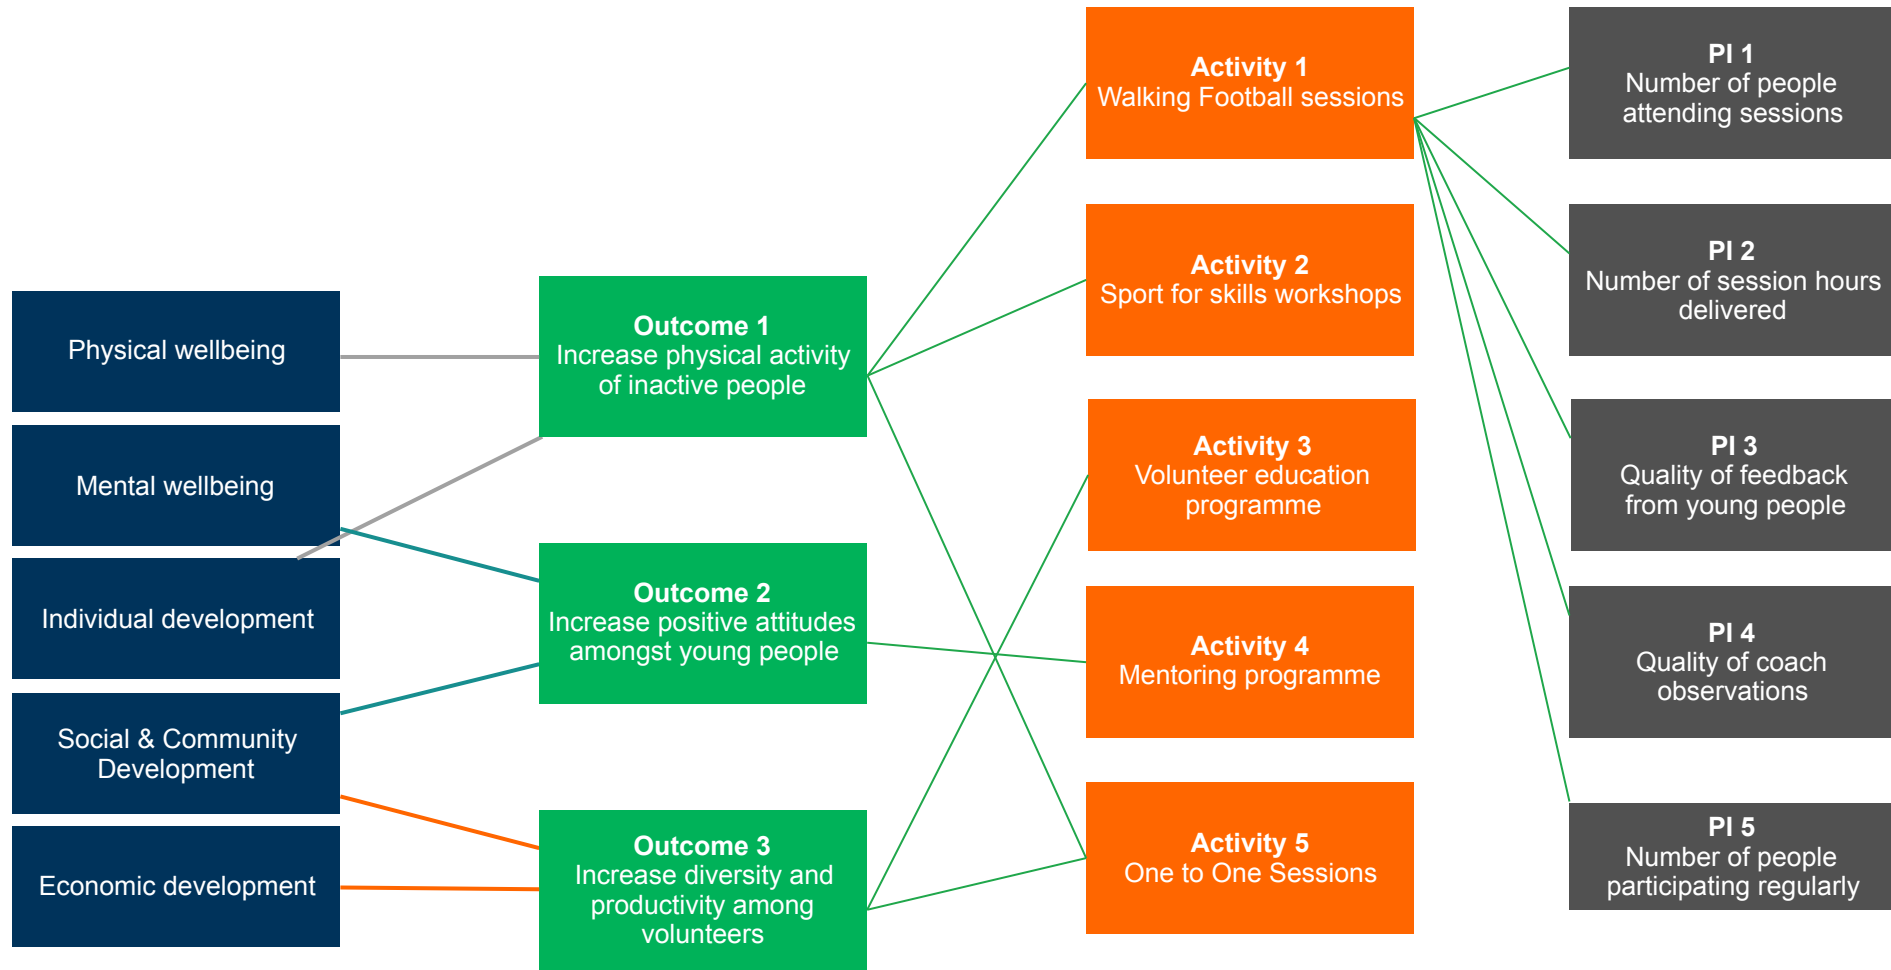 Physical wellbeing
Mental wellbeing
Individual development
Social & Community
Development
Economic development
Outcome 1
Increase physical activity
of inactive people
Outcome 2
Increase positive attitudes
amongst young people
Outcome 3
Increase diversity and
productivity among
volunteers
Activity 1
Walking Football sessions
Activity 2
Sport for skills workshops
Activity 3
Volunteer education
programme
Activity 4
Mentoring programme
Activity 5
One to One Sessions
PI 1
Number of people
attending sessions
PI 2
Number of session hours
delivered
PI 3
Quality of feedback
from young people
PI 4
Quality of coach
observations
PI 5
Number of people
participating regularly